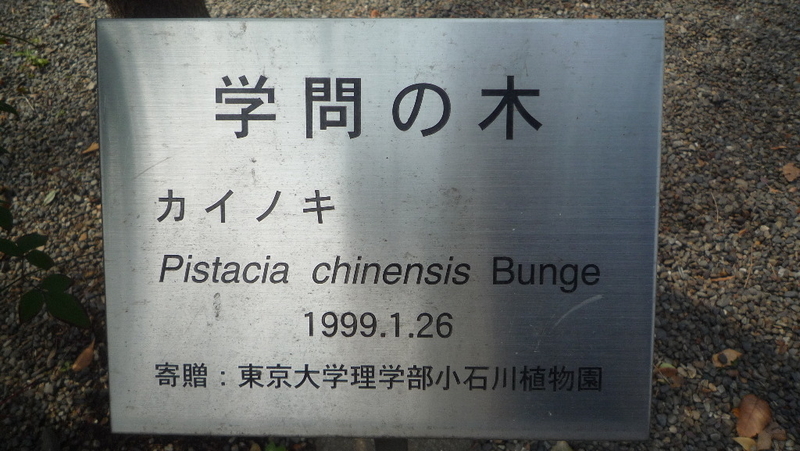 学問の木
カイノキ
Pistacia chinensis Bunge
1999.1.26
寄贈：東京大学理学部小石川植物園